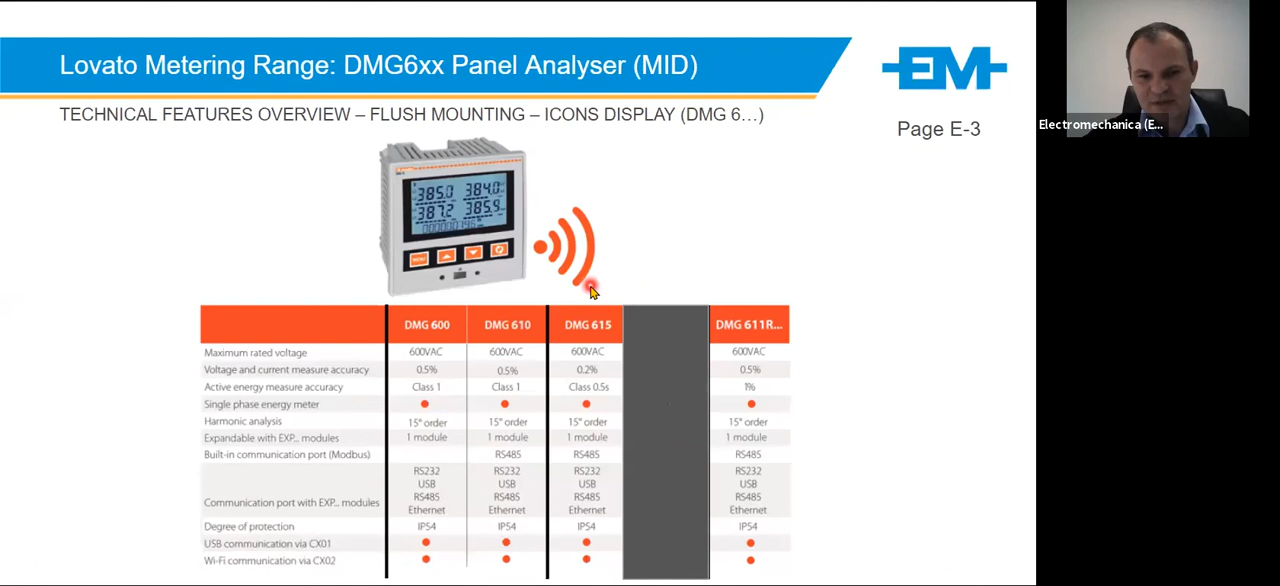 Lovato Metering Range: DMG6xx Panel Analyser (MID)
EM
TECHNICAL FEATURES OVERVIEW – FLUSH MOUNTING – ICONS DISPLAY (DMG 6…)
Page E-3
Electromechanica (E...
385.0 384.0
387.2 385.9
MENU
DMG 600 DMG 610 DMG 615 DMG 611R...
Maximum rated voltage 600VAC 600VAC 600VAC 600VAC
Voltage and current measure accuracy 0.5% 0.5% 0.2% 0.5%
Active energy measure accuracy Class 1 Class 1 Class 0.5s 1%
Single phase energy meter ● ● ● ●
Harmonic analysis 15° order 15° order 15° order 15° order
Expandable with EXP... modules 1 module 1 module 1 module 1 module
Built-in communication port (Modbus) RS485 RS485 RS485
RS232 RS232 RS232 RS232
USB USB USB USB
Communication port with EXP... modules RS485 RS485 RS485 RS485
Ethernet Ethernet Ethernet Ethernet
Degree of protection IP54 IP54 IP54 IP54
USB communication via CX01 ● ● ● ●
Wi-Fi communication via CX02 ● ● ● ●